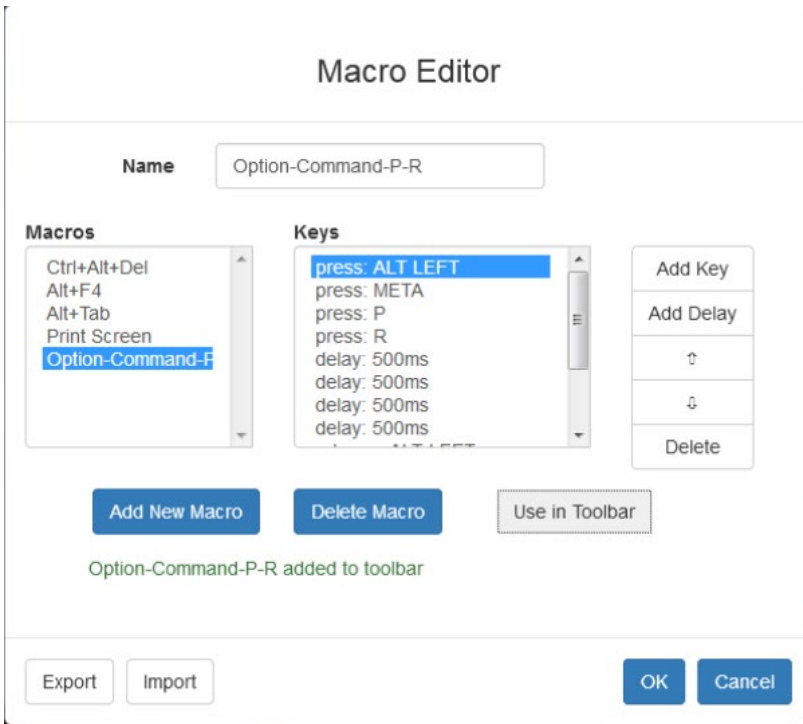 Macro Editor
Name
Option-Command-P-R
Macros
Ctrl+Alt+Del
Alt+F4
Alt+Tab
Print Screen
Option-Command-P
Keys
press: ALT LEFT
press: META
press: P
press: R
delay: 500ms
delay: 500ms
delay: 500ms
delay: 500ms
ALT LEFT
Add Key
Add Delay
⇧
⇩
Delete
Add New Macro
Delete Macro
Use in Toolbar
Option-Command-P-R added to toolbar
Export
Import
OK
Cancel